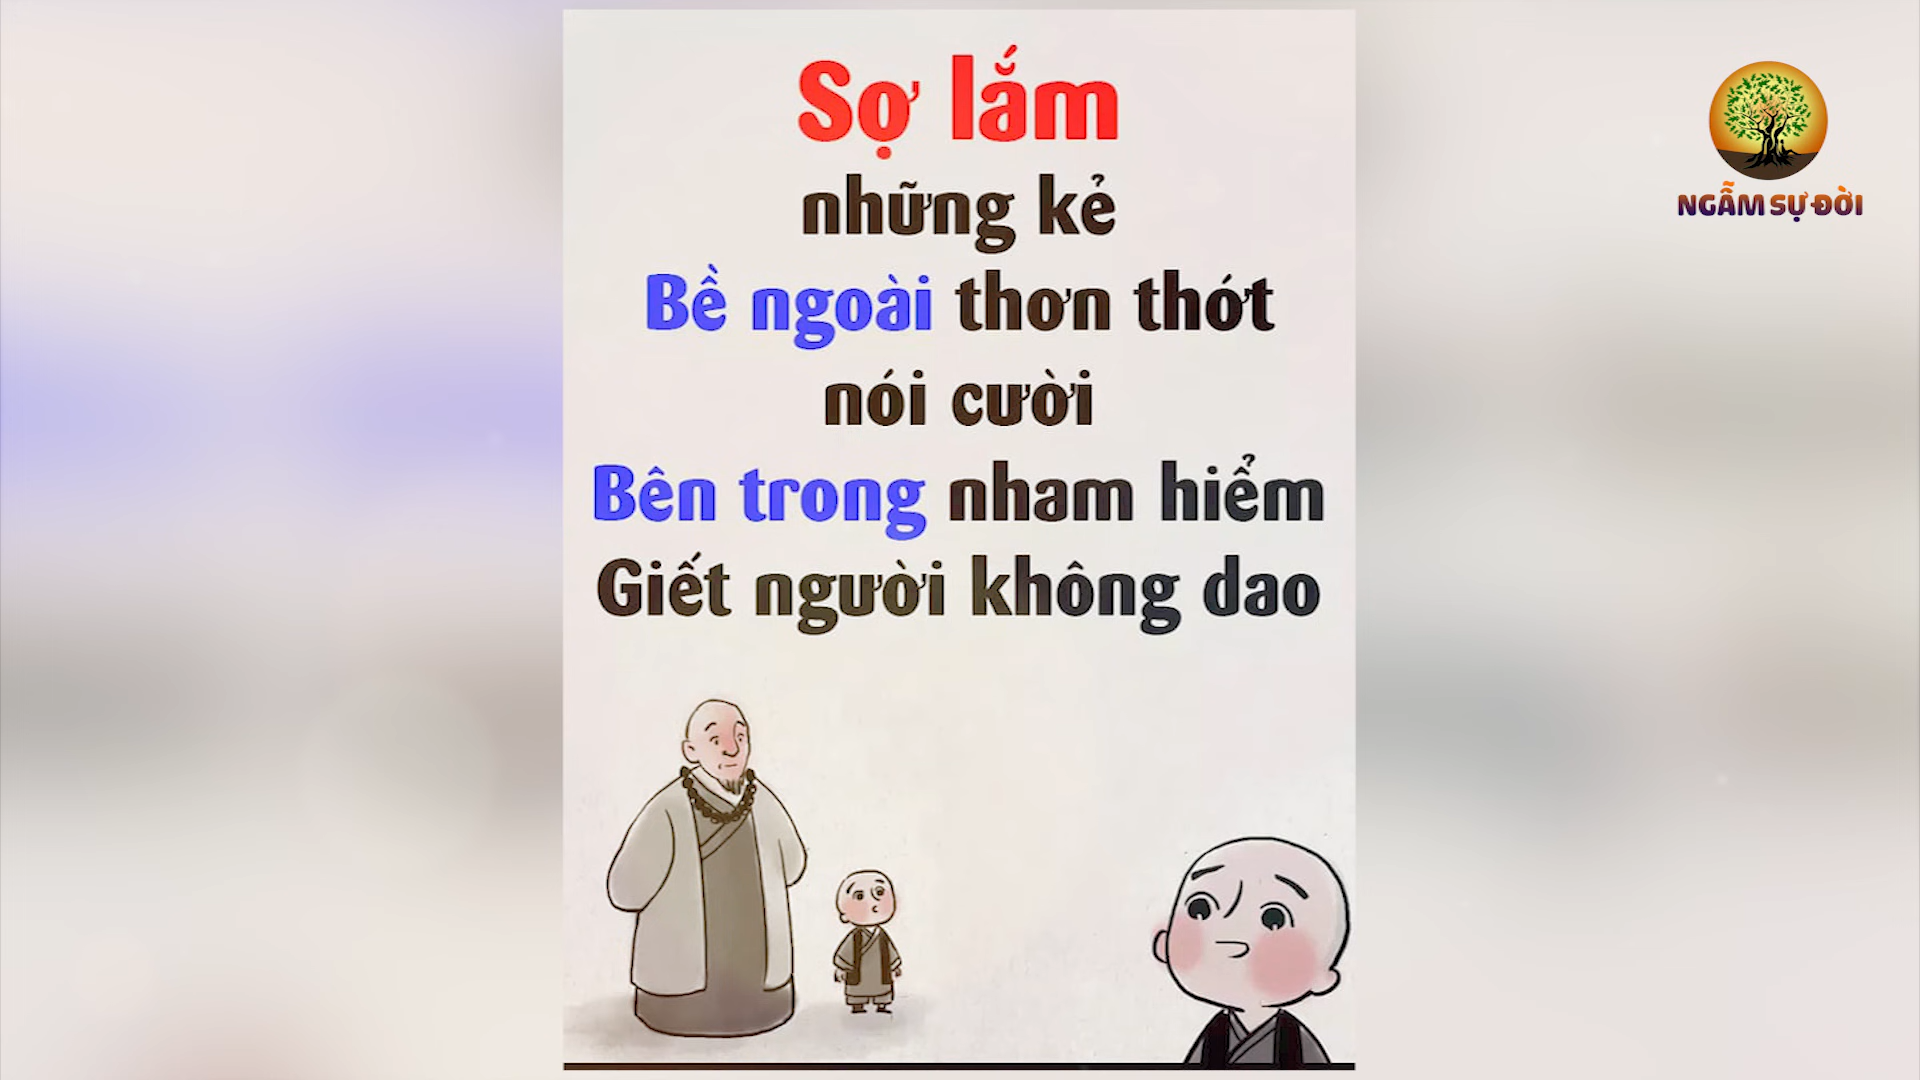 Sợ lắm
những kẻ
Bề ngoài thơn thớt
nói cười
Bên trong nham hiểm
Giết người không dao
NGẪM SỰ ĐỜI